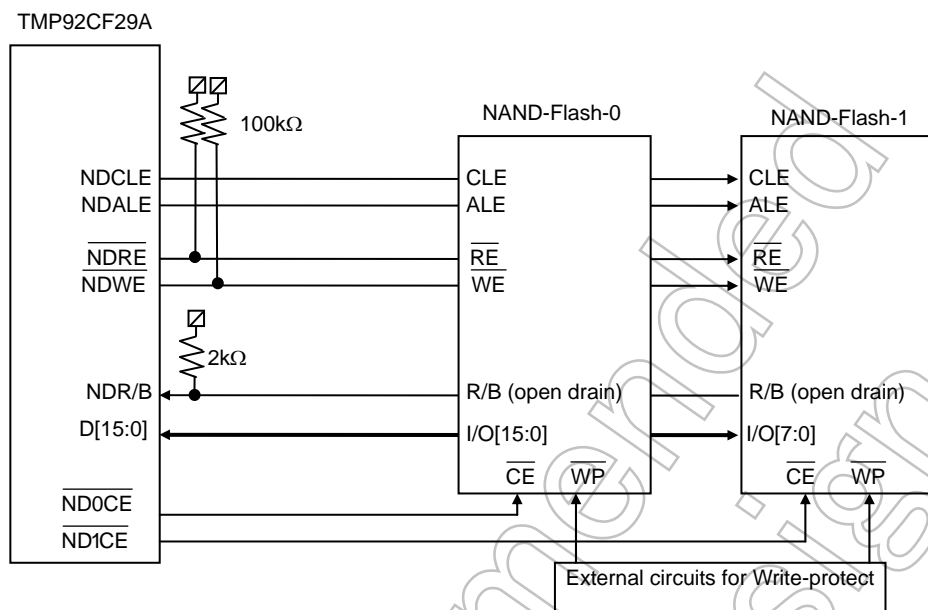 TMP92CF29A
NAND-Flash-0
NAND-Flash-1
100kΩ
NDCLE
CLE
CLE
NDALE
ALE
ALE
NDRE
RE
RE
NDWE
WE
WE
2kΩ
NDR/B
R/B (open drain)
R/B (open drain)
D[15:0]
I/O[15:0]
I/O[7:0]
CE
WP
CE
WP
ND0CE
ND1CE
External circuits for Write-protect
mmended
sign